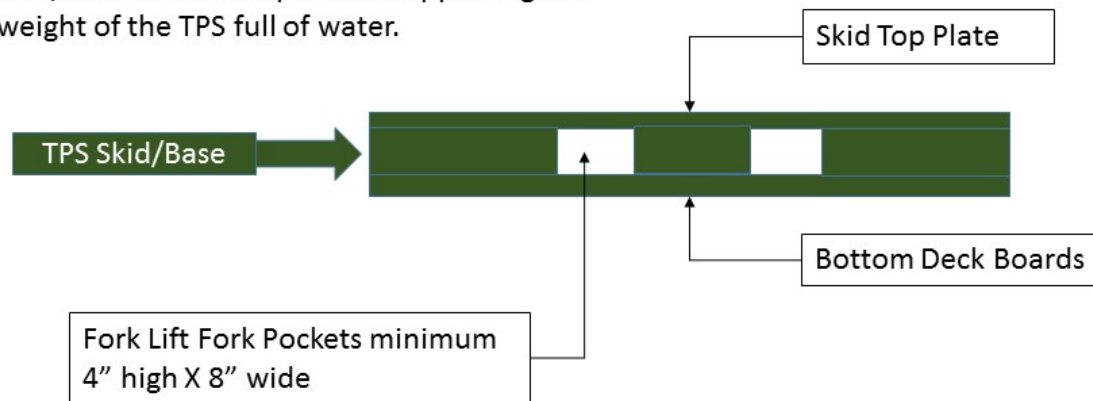 weight of the TPS full of water.
Skid Top Plate
TPS Skid/Base
Bottom Deck Boards
Fork Lift Fork Pockets minimum
4” high X 8” wide